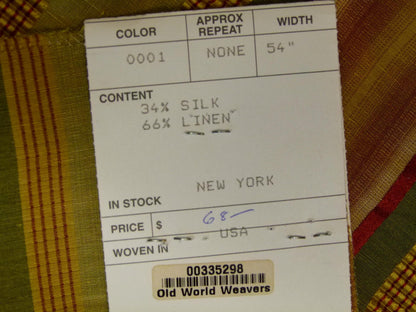 COLOR APPROX REPEAT WIDTH
0001 NONE 54"
CONTENT
34% SILK
66% LINEN
IN STOCK NEW YORK
PRICE $ 68-
WOVEN IN USA
00335298
Old World Weavers